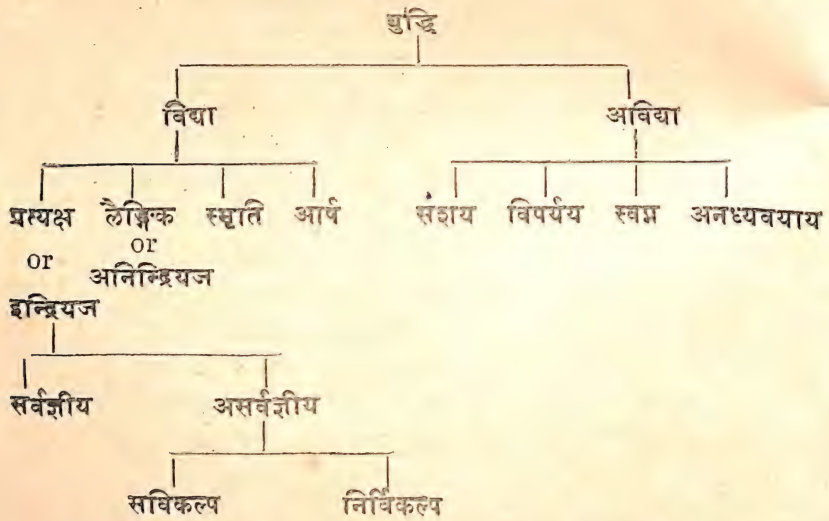 बुद्धि
विद्या अविद्या
प्रत्यक्ष लैङ्गिक स्मृति आर्ष संशय विपर्यय स्वप्न अनध्यवयाय
or or
अनिन्द्रियज
इन्द्रियज
सर्वज्ञीय असर्वज्ञीय
सविकल्प निर्विकल्प